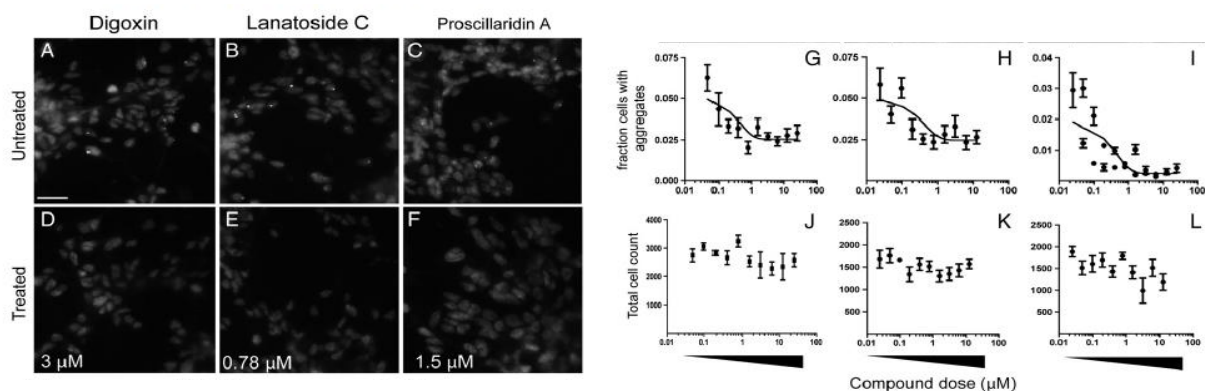 Digoxin
Lanatoside C
Proscillaridin A
Untreated
A
B
C
Treated
D
E
F
3 µM
0.78 µM
1.5 µM
fraction cells with
aggregates
G
0.075
0.050
0.025
0.000
0.01 0.1 1 10 100
H
0.075
0.050
0.025
0.01 0.1 1 10 100
I
0.04
0.03
0.02
0.01
0
0.01 0.1 1 10 100
Total cell count
J
4000
3000
2000
1000
0.1 1 10 100
K
2500
2000
1500
1000
500
0.01 0.1 1 10 100
L
2500
2000
1500
1000
500
0.01 0.1 1 10 100
Compound dose (µM)